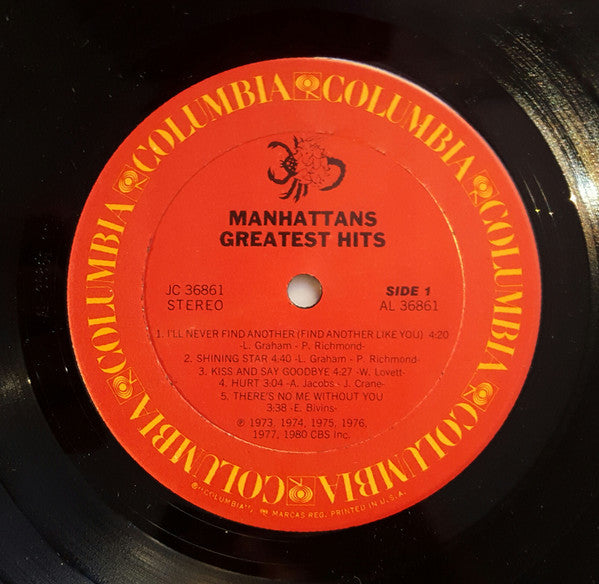 COLUMBIA COLUMBIA COLUMBIA COLUMBIA COLUMBIA COLUMBIA COLUMBIA COLUMBIA
MANHATTANS
GREATEST HITS
JC 36861 SIDE 1
STEREO AL 36861
1. I'LL NEVER FIND ANOTHER (FIND ANOTHER LIKE YOU) 4:20
-L. Graham - P. Richmond-
2. SHINING STAR 4:40 -L. Graham - P. Richmond-
3. KISS AND SAY GOODBYE 4:27 -W. Lovett-
4. HURT 3:04 -A. Jacobs - J. Crane-
5. THERE'S NO ME WITHOUT YOU
3:38 -E. Bivins-
℗ 1973, 1974, 1975, 1976,
1977, 1980 CBS Inc.
®-"COLUMBIA", MARCAS REG. PRINTED IN U.S.A.